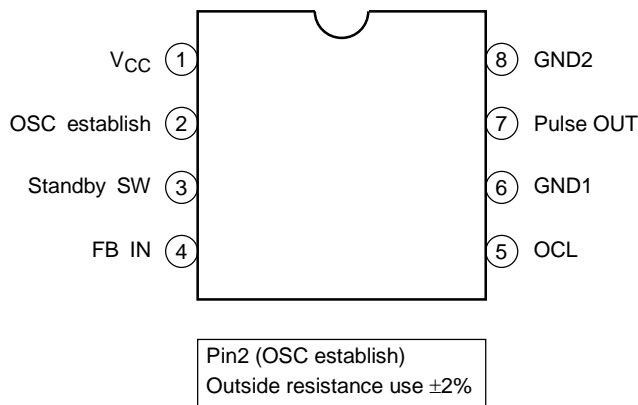 V_CC 1 8 GND2
OSC establish 2 7 Pulse OUT
Standby SW 3 6 GND1
FB IN 4 5 OCL
Pin2 (OSC establish)
Outside resistance use ±2%